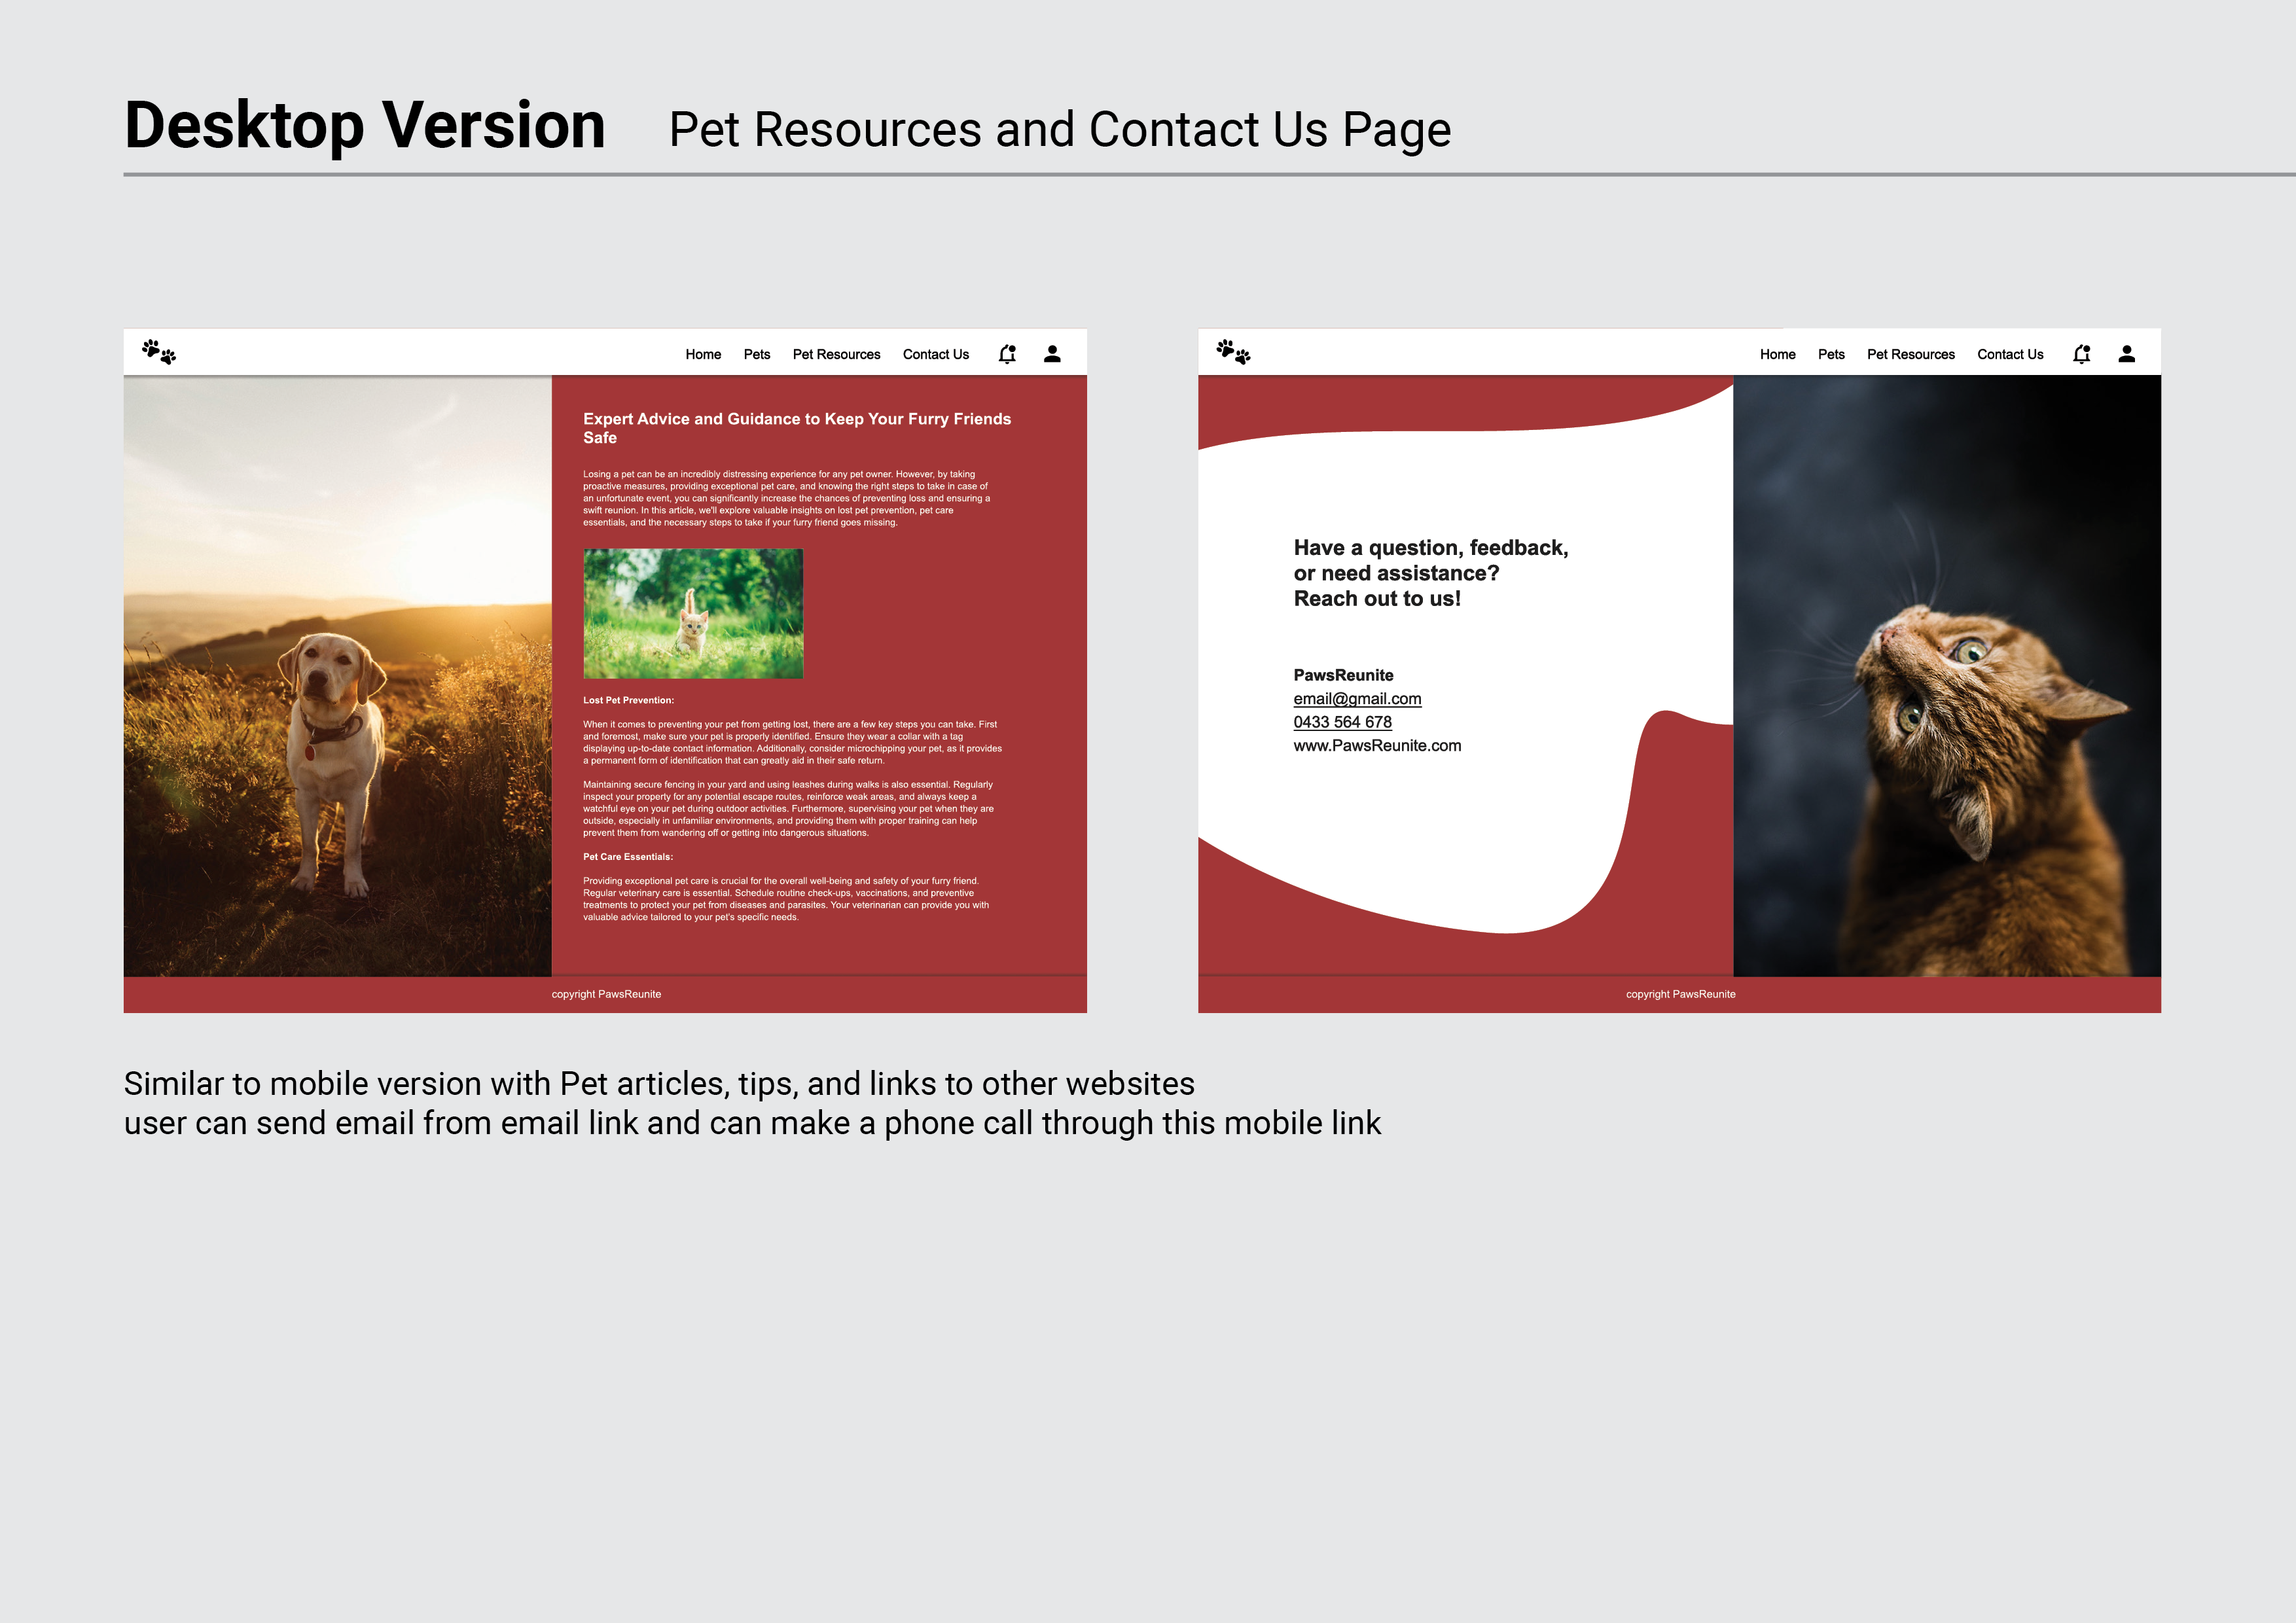 Desktop Version Pet Resources and Contact Us Page
Home Pets Pet Resources Contact Us
Expert Advice and Guidance to Keep Your Furry Friends
Safe
Losing a pet can be an incredibly distressing experience for any pet owner. However, by taking
proactive measures, providing exceptional pet care, and knowing the right steps to take in case of
an unfortunate event, you can significantly increase the chances of preventing loss and ensuring a
swift reunion. In this article, we'll explore valuable insights on lost pet prevention, pet care
essentials, and the necessary steps to take if your furry friend goes missing.
Lost Pet Prevention:
When it comes to preventing your pet from getting lost, there are a few key steps you can take. First
and foremost, make sure your pet is properly identified. Ensure they wear a collar with a tag
displaying up-to-date contact information. Additionally, consider microchipping your pet, as it provides
a permanent form of identification that can greatly aid in their safe return.
Maintaining secure fencing in your yard and using leashes during walks is also essential. Regularly
inspect your property for any potential escape routes, reinforce weak areas, and always keep a
watchful eye on your pet during outdoor activities. Furthermore, supervising your pet when they are
outside, especially in unfamiliar environments, and providing them with proper training can help
prevent them from wandering off or getting into dangerous situations.
Pet Care Essentials:
Providing exceptional pet care is crucial for the overall well-being and safety of your furry friend.
Regular veterinary care is essential. Schedule routine check-ups, vaccinations, and preventive
treatments to protect your pet from diseases and parasites. Your veterinarian can provide you with
valuable advice tailored to your pet's specific needs.
copyright PawsReunite
Home Pets Pet Resources Contact Us
Have a question, feedback,
or need assistance?
Reach out to us!
PawsReunite
email@gmail.com
0433 564 678
www.PawsReunite.com
copyright PawsReunite
Similar to mobile version with Pet articles, tips, and links to other websites
user can send email from email link and can make a phone call through this mobile link